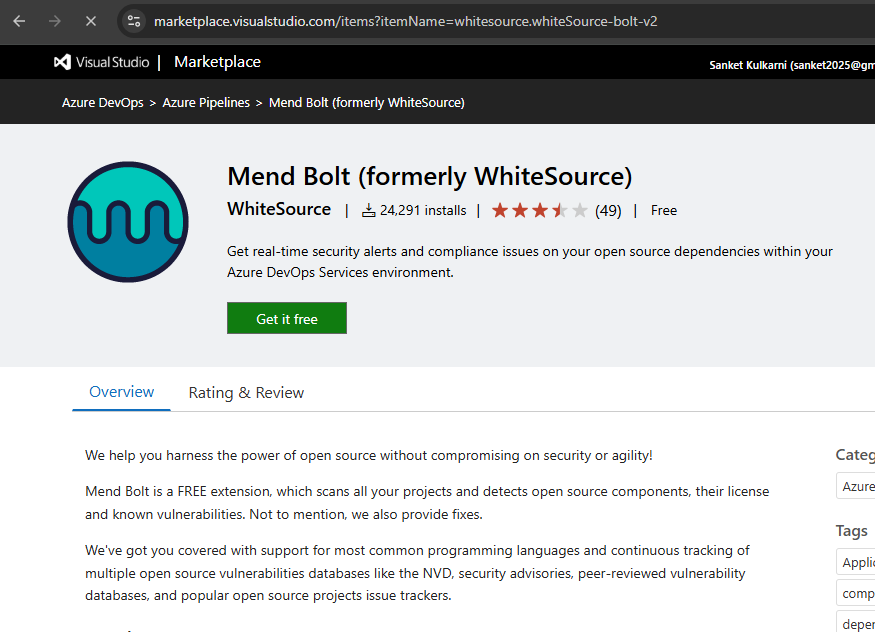 marketplace.visualstudio.com/items?itemName=whitesource.whiteSource-bolt-v2
Visual Studio | Marketplace
Sanket Kulkarni (sanket2025@gm
Azure DevOps > Azure Pipelines > Mend Bolt (formerly WhiteSource)
Mend Bolt (formerly WhiteSource)
WhiteSource | 24,291 installs | (49) | Free
Get real-time security alerts and compliance issues on your open source dependencies within your
Azure DevOps Services environment.
Get it free
Overview Rating & Review
We help you harness the power of open source without compromising on security or agility!
Mend Bolt is a FREE extension, which scans all your projects and detects open source components, their license
and known vulnerabilities. Not to mention, we also provide fixes.
We've got you covered with support for most common programming languages and continuous tracking of
multiple open source vulnerabilities databases like the NVD, security advisories, peer-reviewed vulnerability
databases, and popular open source projects issue trackers.
Categ
Azure
Tags
Applic
comp
deper